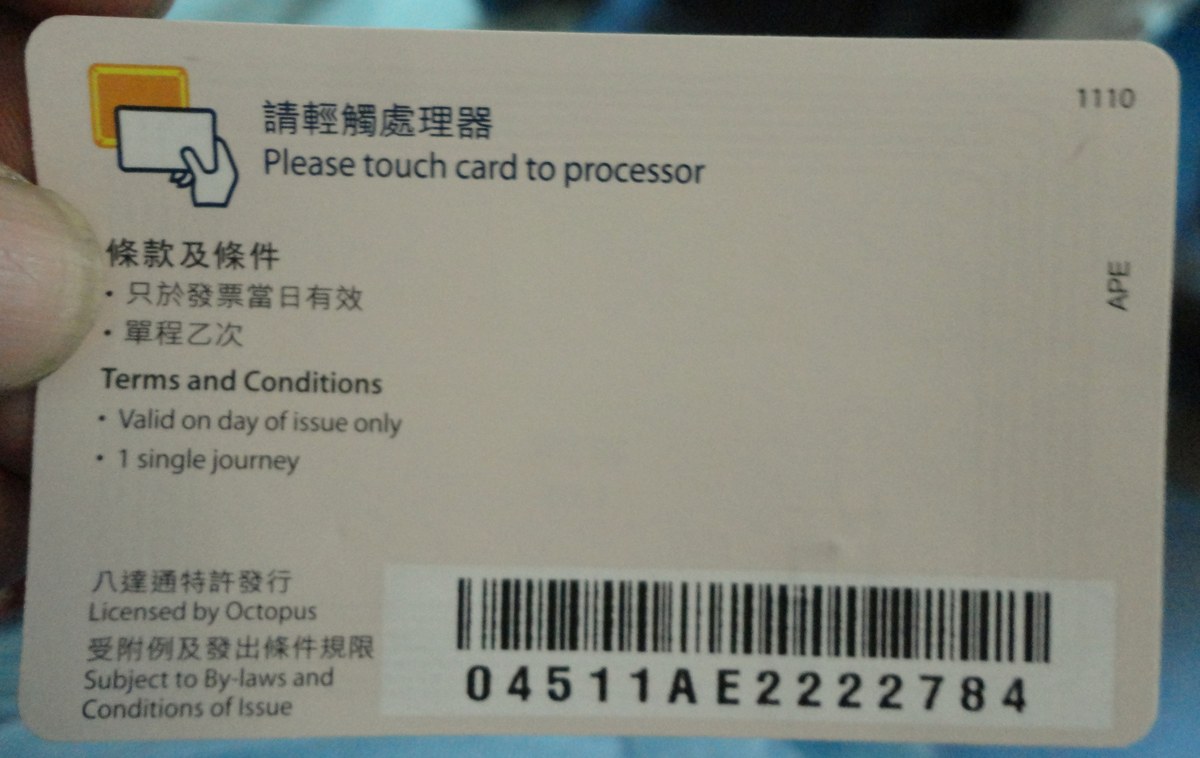 1110
請輕觸處理器
Please touch card to processor
APE
條款及條件
· 只於發票當日有效
· 單程乙次
Terms and Conditions
· Valid on day of issue only
· 1 single journey
八達通特許發行
Licensed by Octopus
受附例及發出條件規限
Subject to By-laws and
Conditions of Issue
04511AE2222784